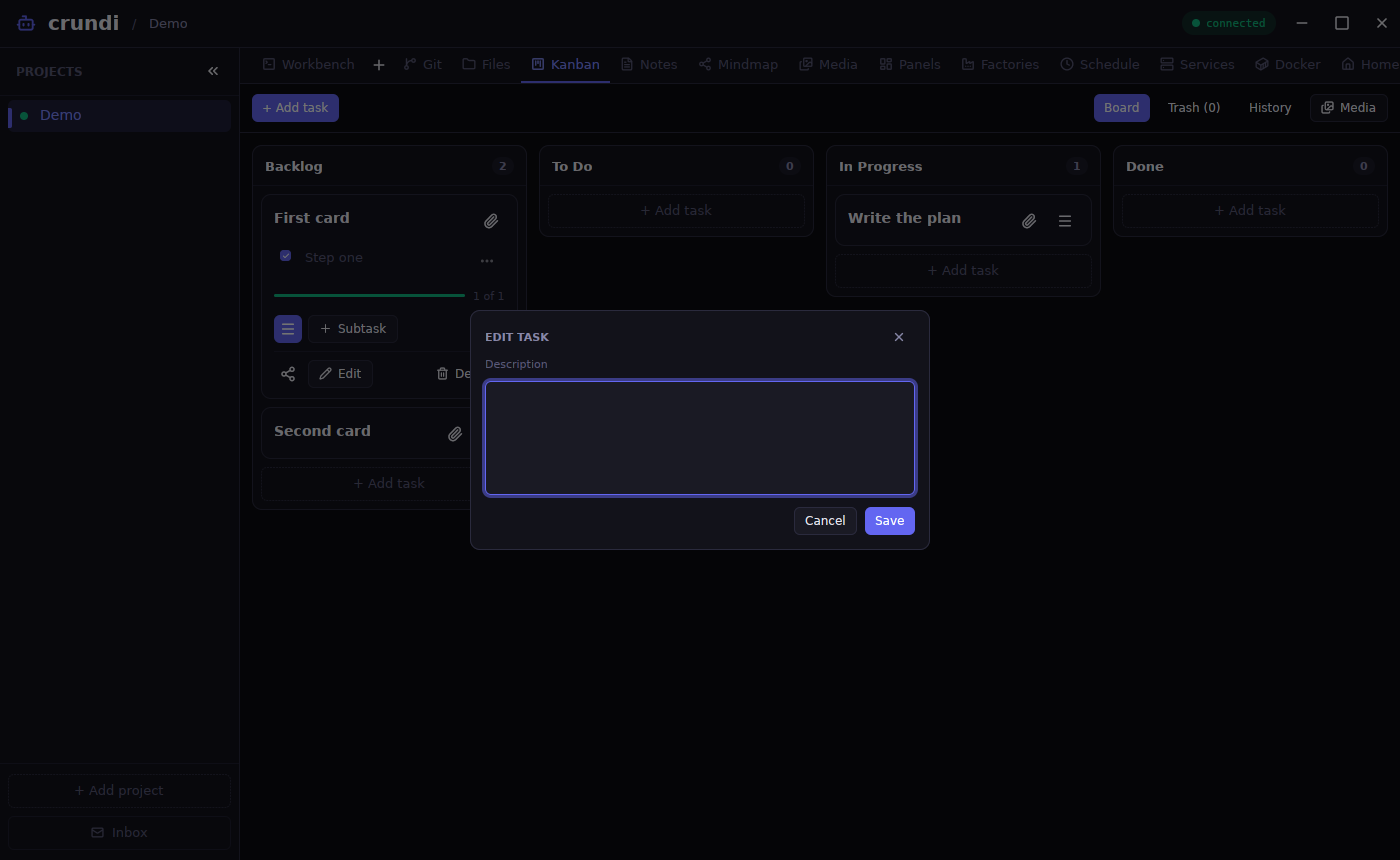 crundi / Demo
connected
PROJECTS
Demo
Workbench
Git
Files
Kanban
Notes
Mindmap
Media
Panels
Factories
Schedule
Services
Docker
Home
+ Add task
Board
Trash (0)
History
Media
Backlog 2
To Do 0
In Progress 1
Done 0
First card
Step one
1 of 1
+ Subtask
Edit
De
Second card
+ Add task
+ Add task
Write the plan
+ Add task
+ Add task
EDIT TASK
Description
Cancel
Save
+ Add project
Inbox